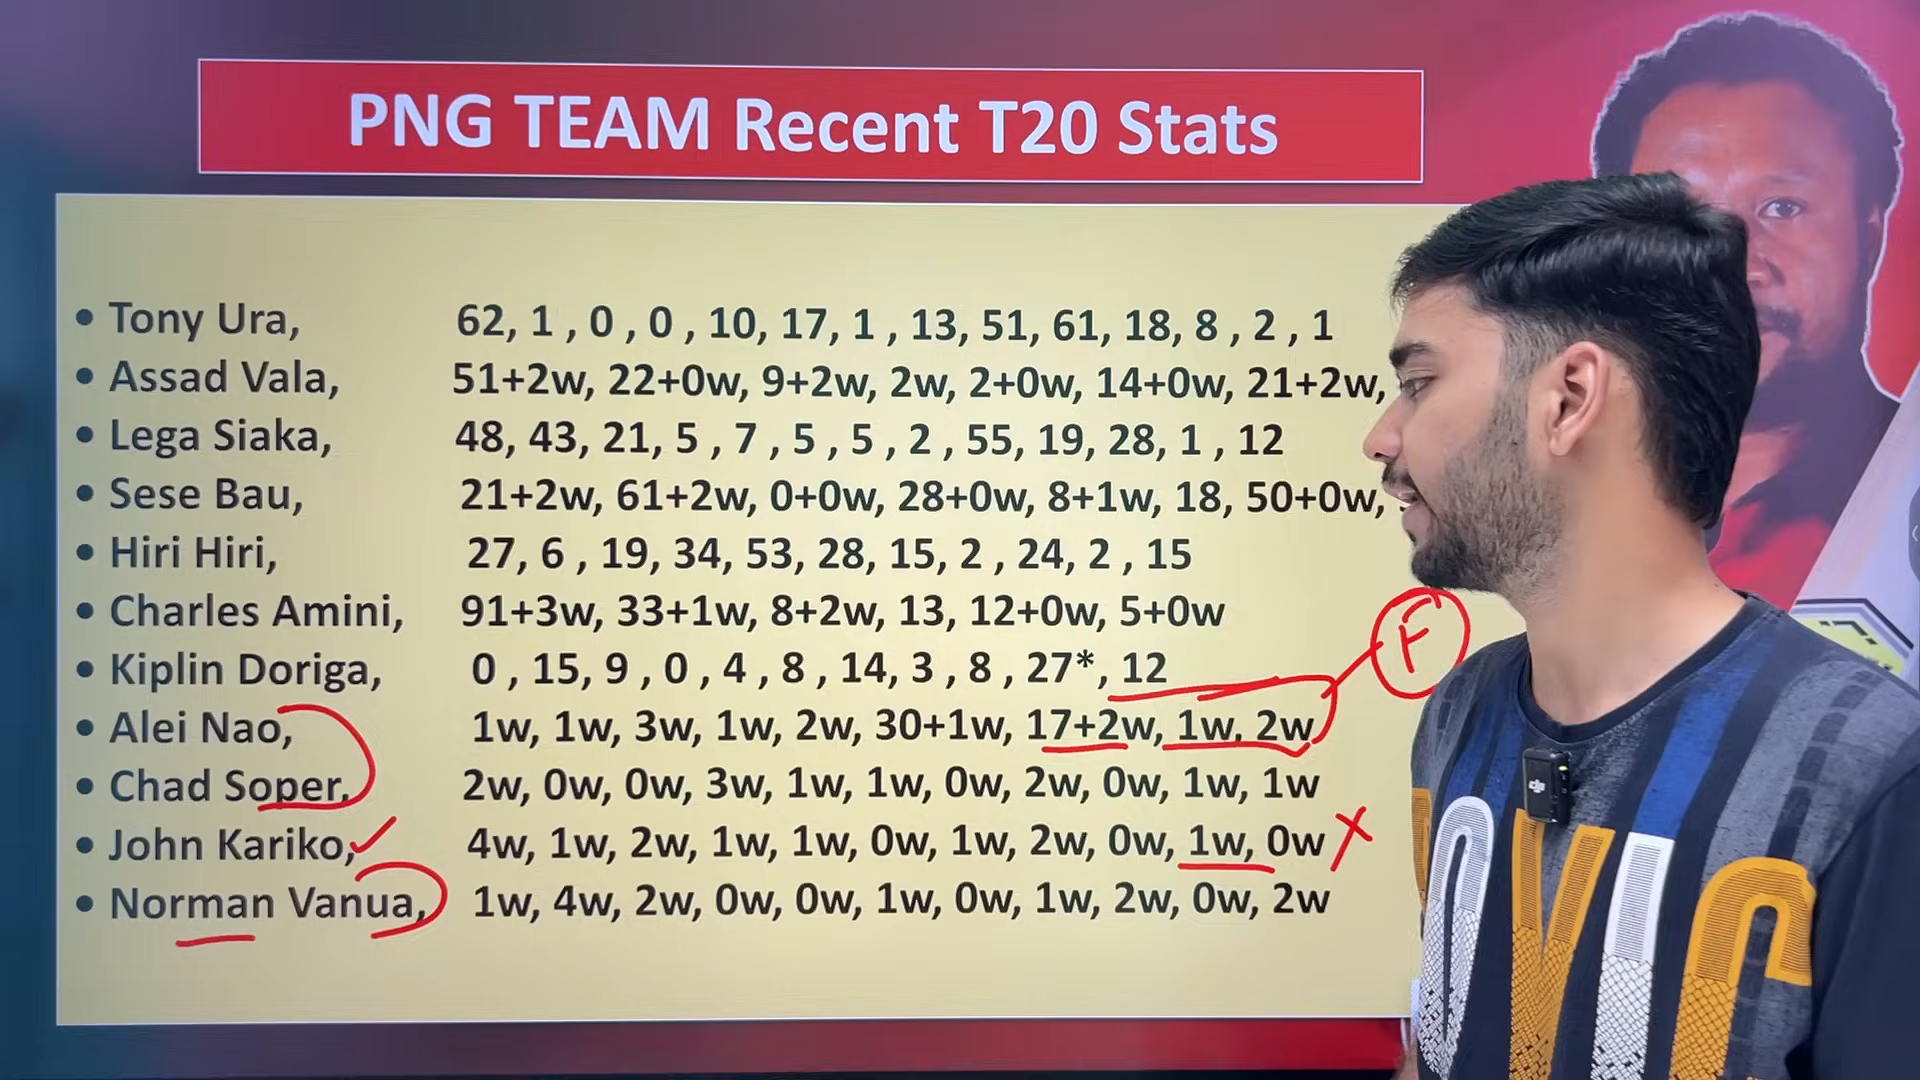 PNG TEAM Recent T20 Stats
• Tony Ura, 62, 1 , 0 , 0 , 10, 17, 1 , 13, 51, 61, 18, 8 , 2 , 1
• Assad Vala, 51+2w, 22+0w, 9+2w, 2w, 2+0w, 14+0w, 21+2w,
• Lega Siaka, 48, 43, 21, 5 , 7 , 5 , 5 , 2 , 55, 19, 28, 1 , 12
• Sese Bau, 21+2w, 61+2w, 0+0w, 28+0w, 8+1w, 18, 50+0w,
• Hiri Hiri, 27, 6 , 19, 34, 53, 28, 15, 2 , 24, 2 , 15
• Charles Amini, 91+3w, 33+1w, 8+2w, 13, 12+0w, 5+0w
• Kiplin Doriga, 0 , 15, 9 , 0 , 4 , 8 , 14, 3 , 8 , 27*, 12
• Alei Nao, 1w, 1w, 3w, 1w, 2w, 30+1w, 17+2w, 1w, 2w
• Chad Soper, 2w, 0w, 0w, 3w, 1w, 1w, 0w, 2w, 0w, 1w, 1w
• John Kariko, 4w, 1w, 2w, 1w, 1w, 0w, 1w, 2w, 0w, 1w, 0w
• Norman Vanua, 1w, 4w, 2w, 0w, 0w, 1w, 0w, 1w, 2w, 0w, 2w